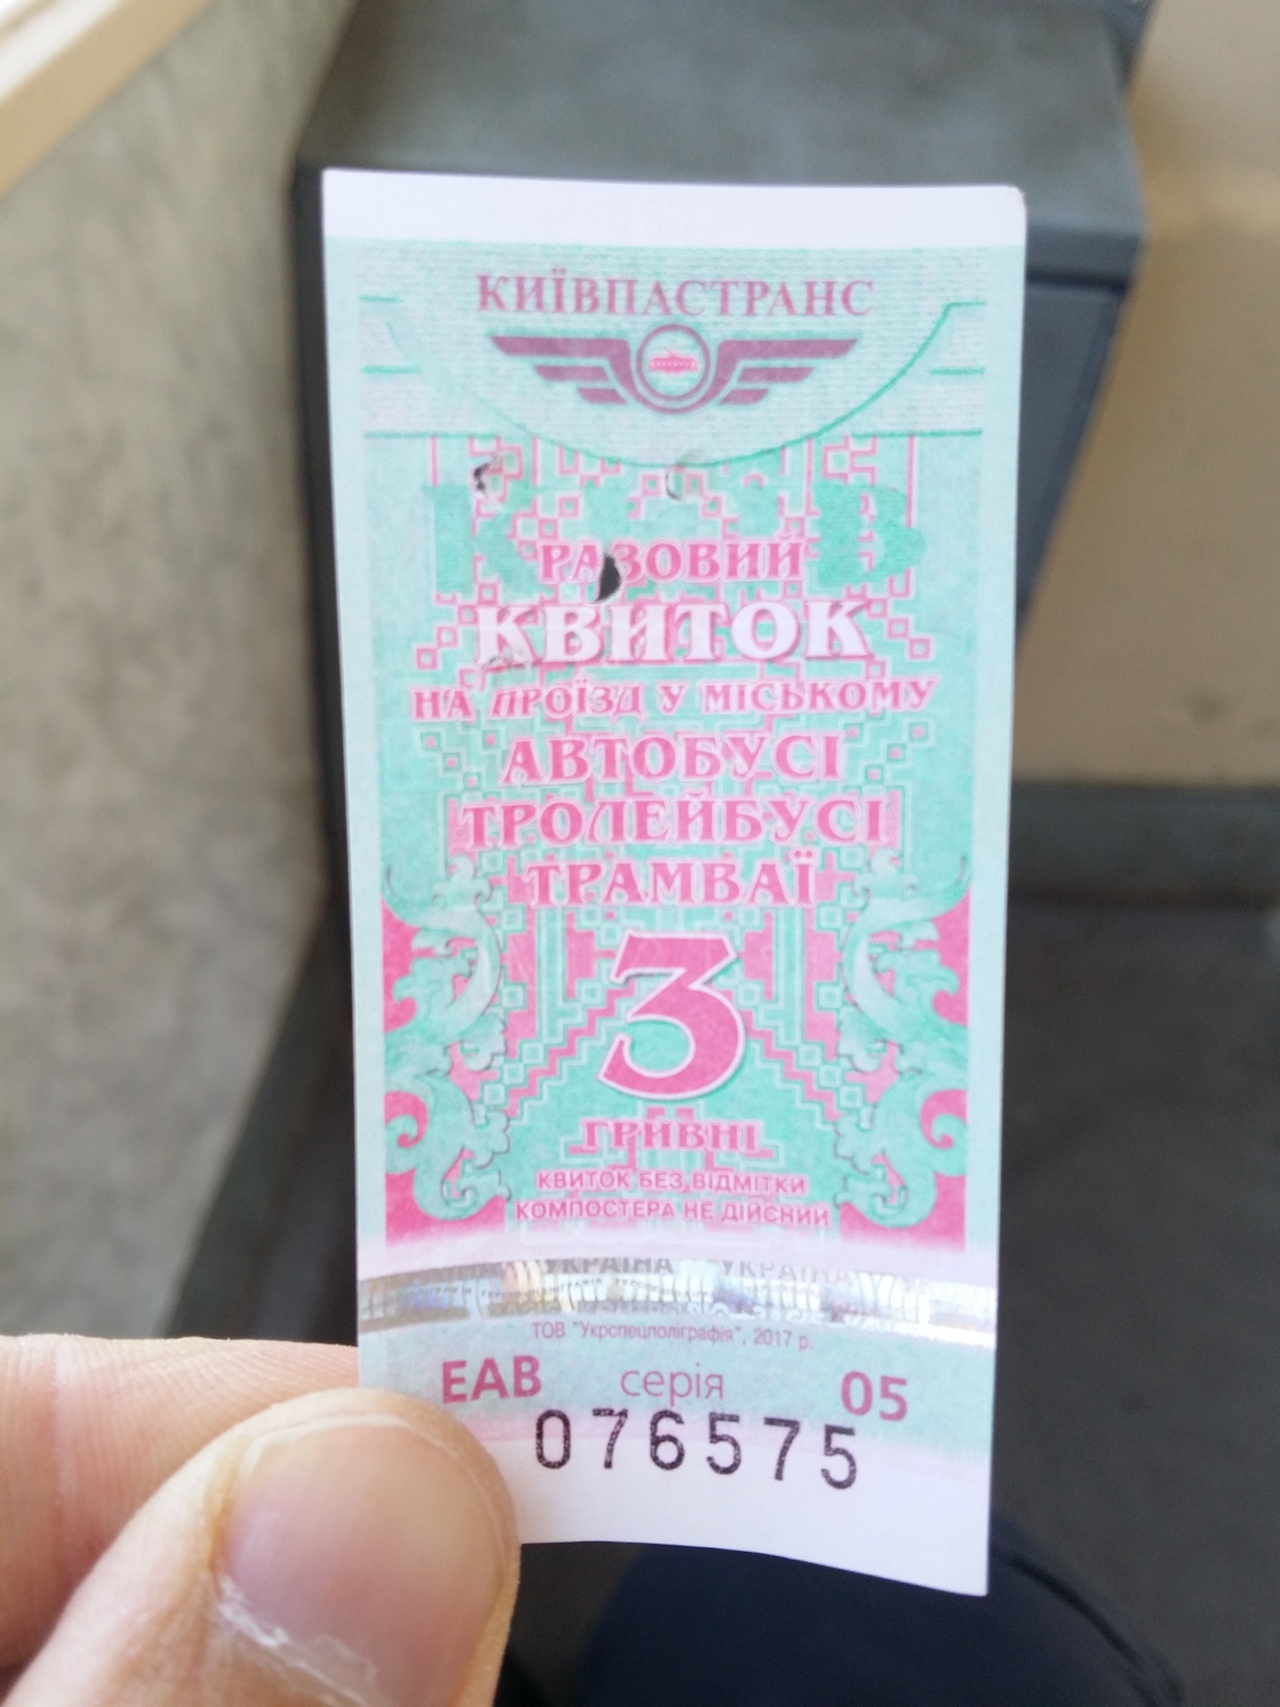 КИЇВПАСТРАНС
РАЗОВИЙ
КВИТОК
НА ПРОЇЗД У МІСЬКОМУ
АВТОБУСІ
ТРОЛЕЙБУСІ
ТРАМВАЇ
3
ГРИВНІ
КВИТОК БЕЗ ВІДМІТКИ
КОМПОСТЕРА НЕ ДІЙСНИЙ
УКРАЇНА УКРАЇНА
ТОВ "Укрспецполіграфія", 2017 р.
ЕАВ серія 05
076575